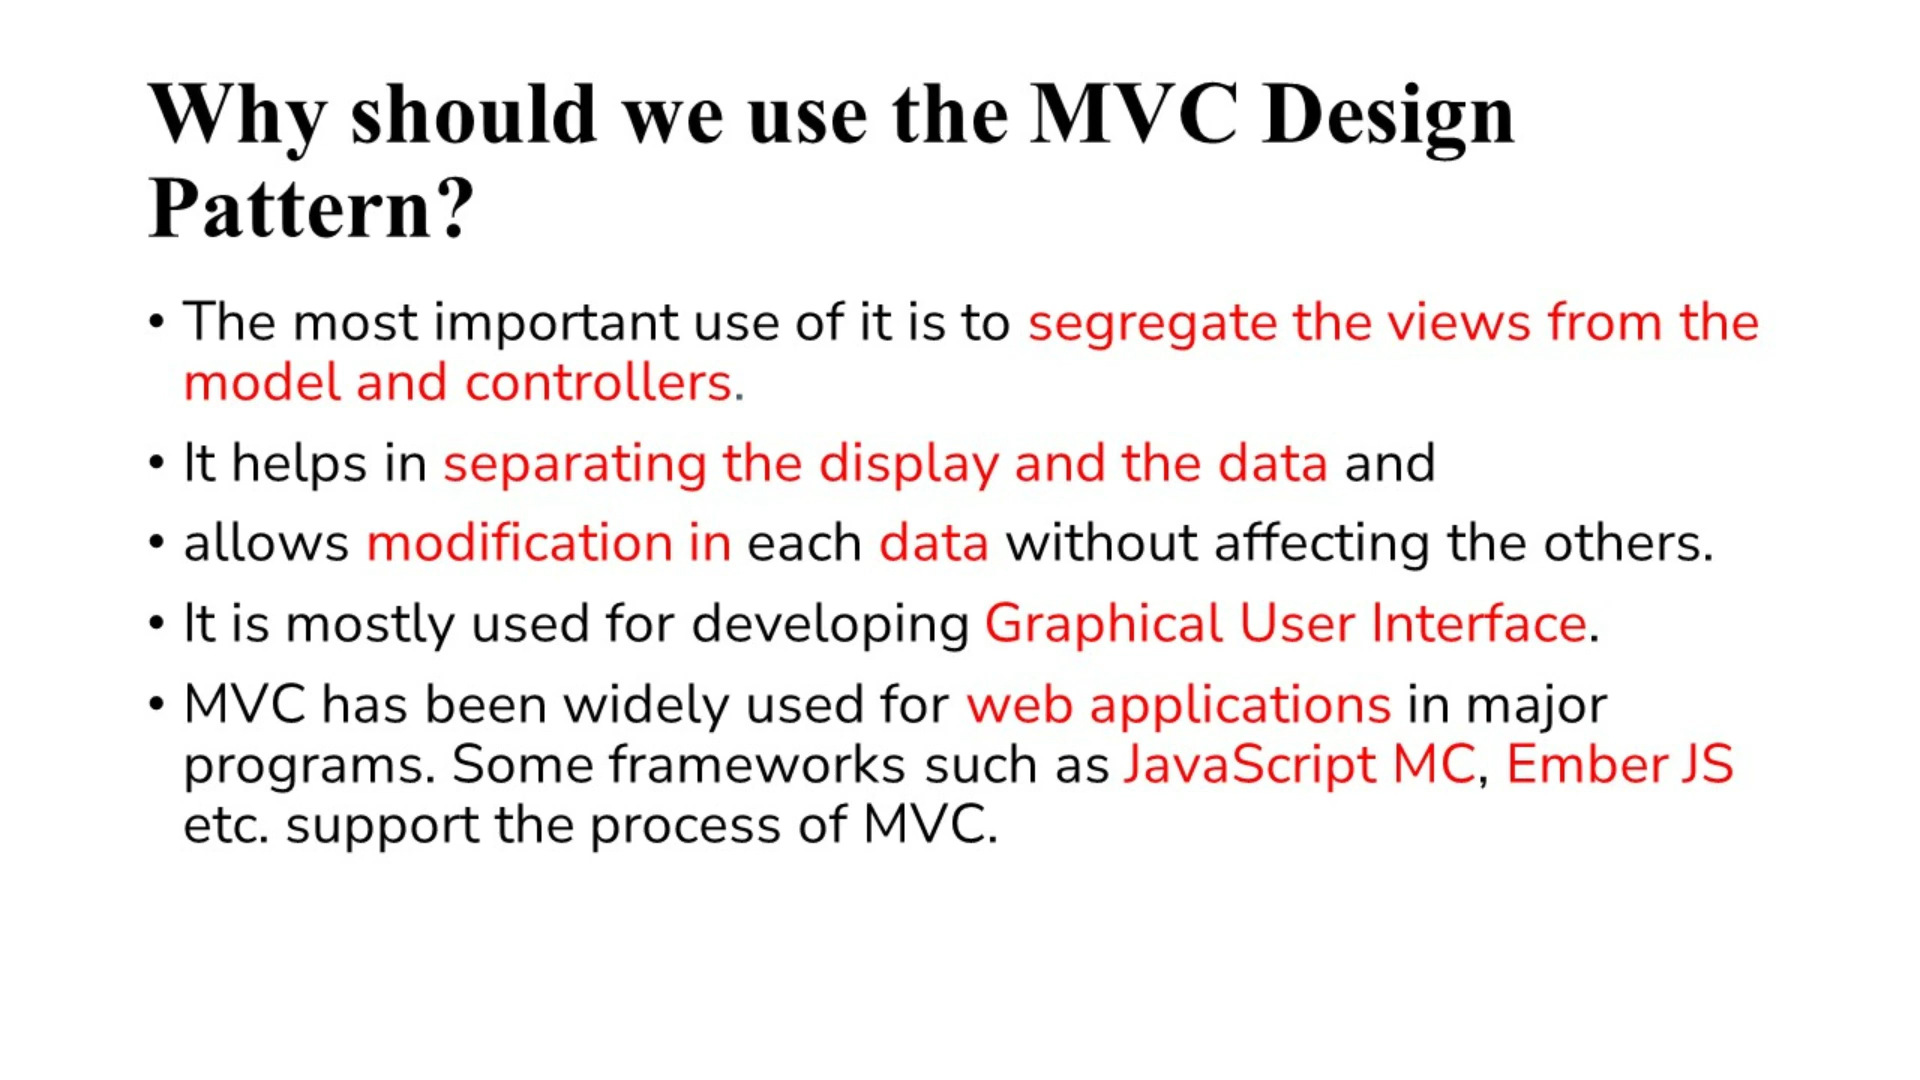 Why should we use the MVC Design
Pattern?
• The most important use of it is to segregate the views from the
model and controllers.
• It helps in separating the display and the data and
• allows modification in each data without affecting the others.
• It is mostly used for developing Graphical User Interface.
• MVC has been widely used for web applications in major
programs. Some frameworks such as JavaScript MC, Ember JS
etc. support the process of MVC.